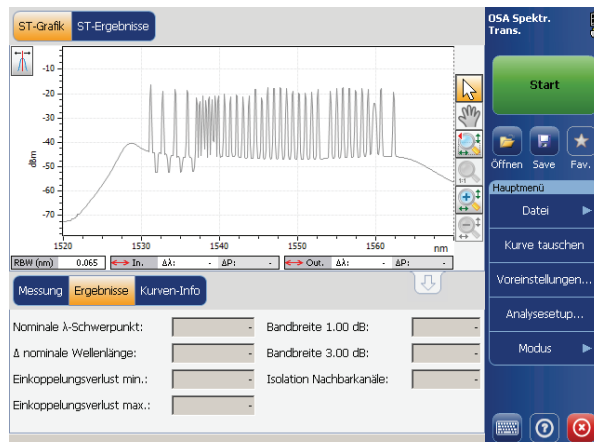 ST-Grafik ST-Ergebnisse
-10
-20
-30
-40
-50
-60
-70
dBm
1520 1530 1540 1550 1560 nm
RBW (nm) 0.065 In. Δλ: - ΔP: - Out. Δλ: - ΔP: -
1:1
Messung Ergebnisse Kurven-Info
Nominale λ-Schwerpunkt: -
Δ nominale Wellenlänge: -
Einkoppelungsverlust min.: -
Einkoppelungsverlust max.: -
Bandbreite 1.00 dB: -
Bandbreite 3.00 dB: -
Isolation Nachbarkanäle: -
OSA Spektr.
Trans.
Start
Öffnen Save Fav.
Hauptmenü
Datei
Kurve tauschen
Voreinstellungen...
Analysesetup...
Modus
?